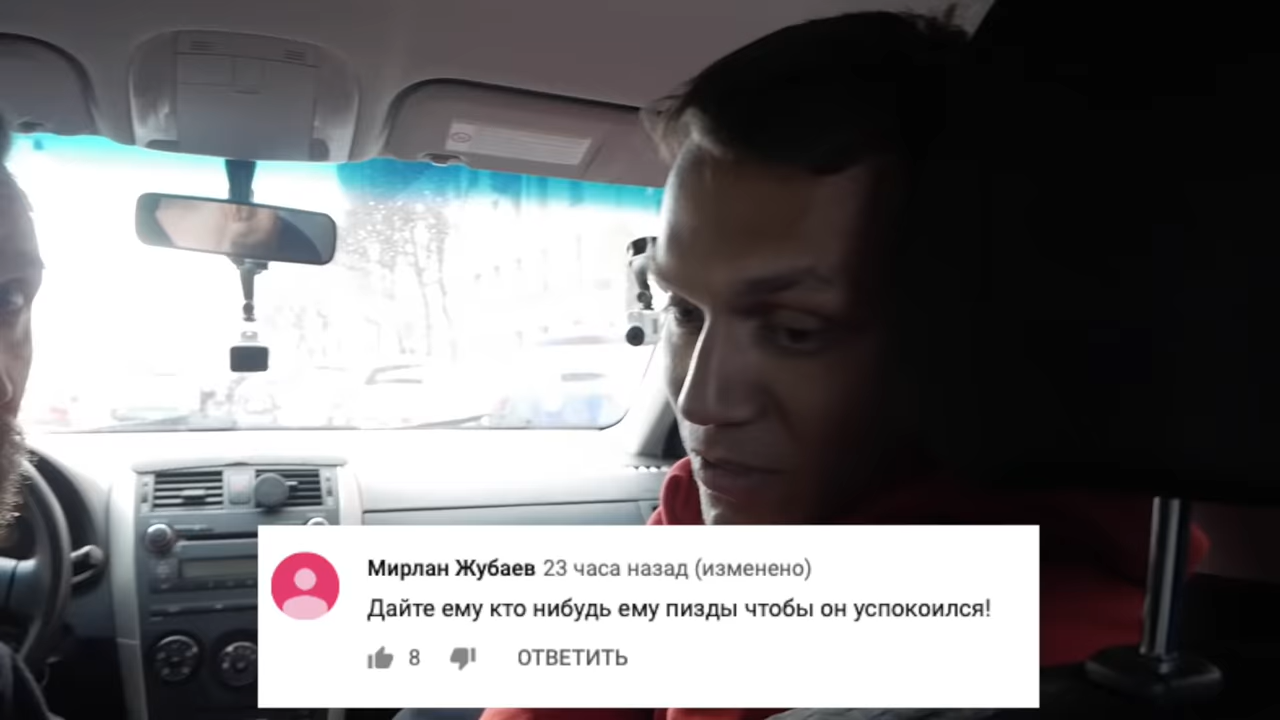 Мирлан Жубаев 23 часа назад (изменено)
Дайте ему кто нибудь ему пизды чтобы он успокоился!
8 ОТВЕТИТЬ